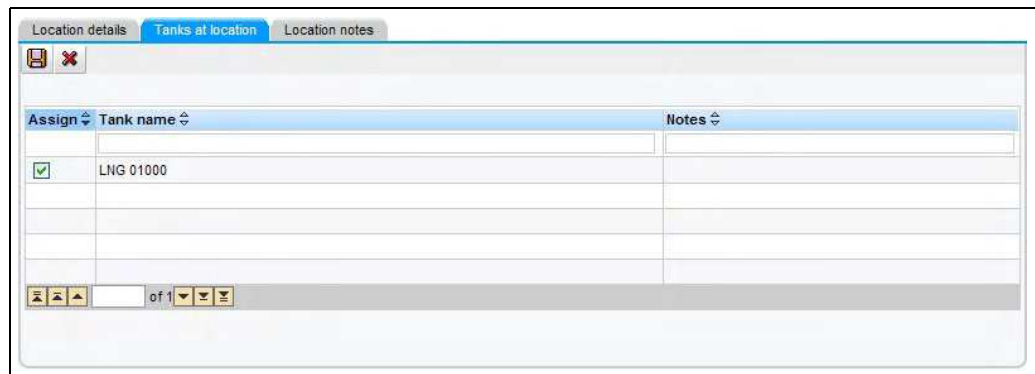 Location details Tanks at location Location notes
Assign Tank name Notes
LNG 01000
of 1